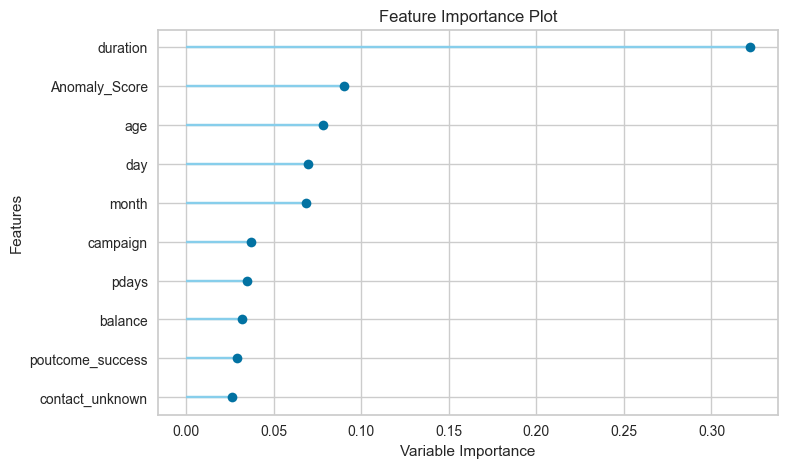 Feature Importance Plot
duration
Anomaly_Score
age
day
month
campaign
pdays
balance
poutcome_success
contact_unknown
Features
0.00 0.05 0.10 0.15 0.20 0.25 0.30
Variable Importance